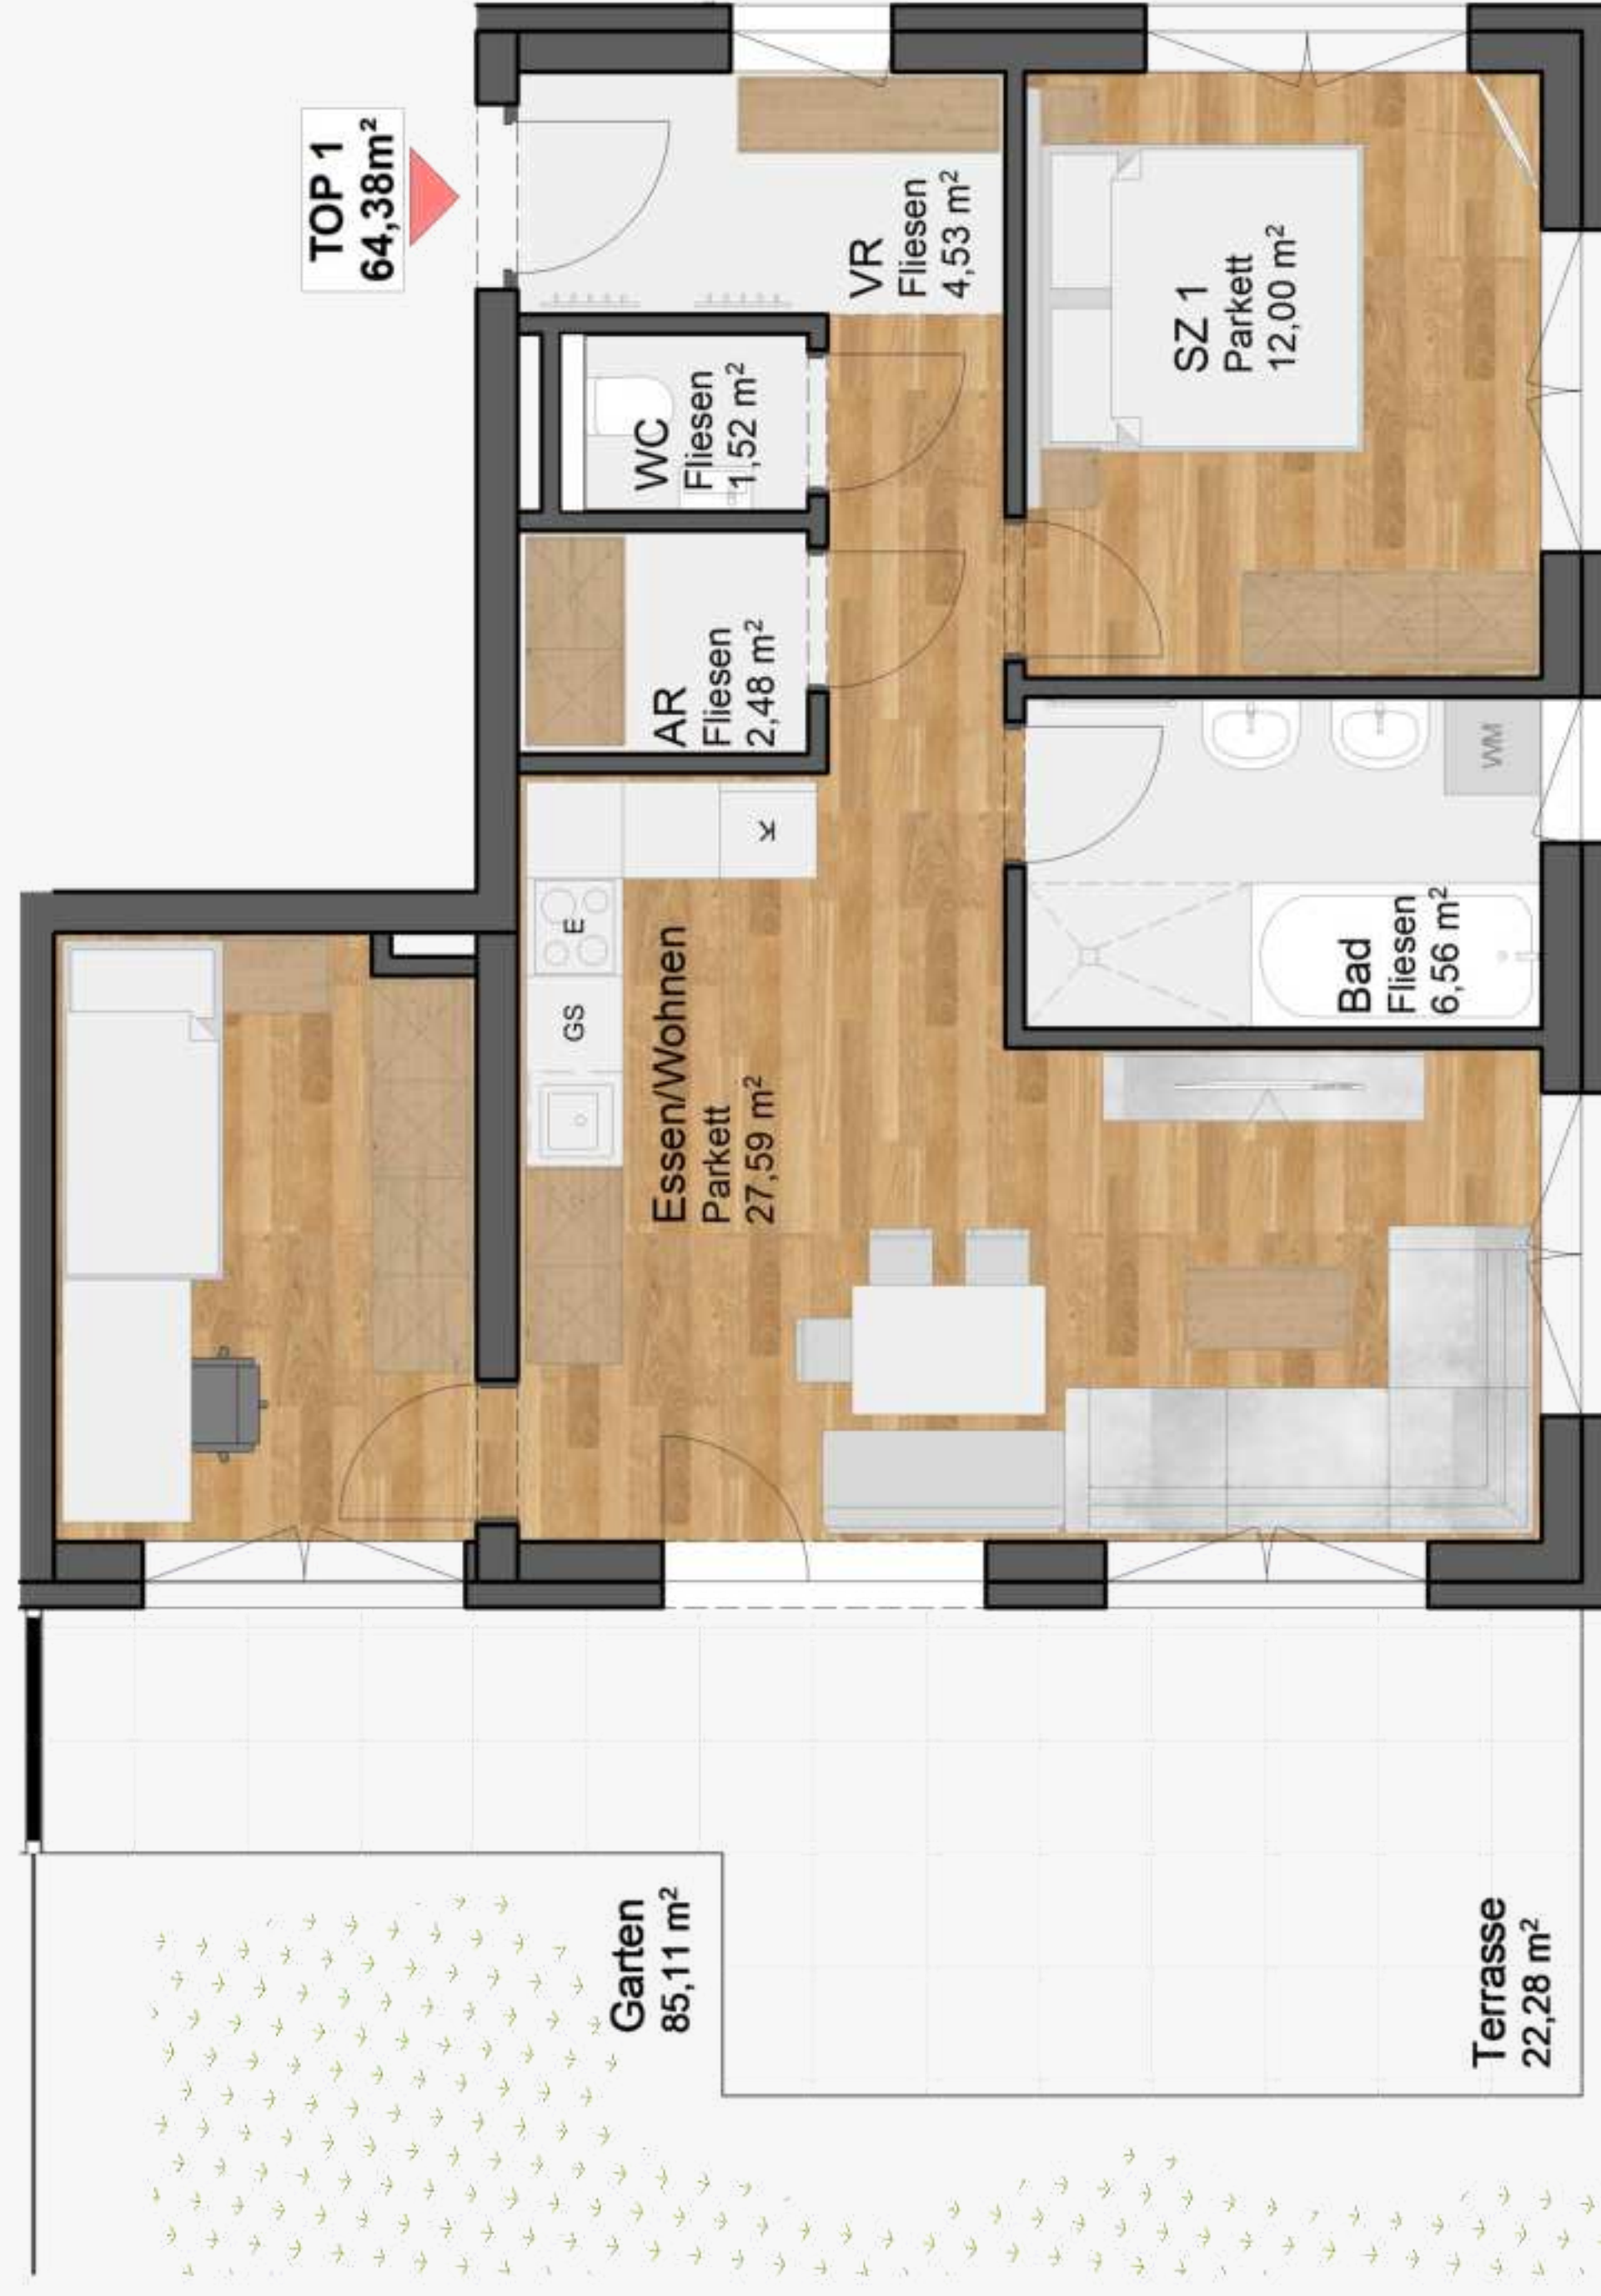 TOP 1
64,38m²
VR
Fliesen
4,53 m²
WC
Fliesen
1,52 m²
SZ 1
Parkett
12,00 m²
AR
Fliesen
2,48 m²
WM
K
E
GS
Essen/Wohnen
Parkett
27,59 m²
Bad
Fliesen
6,56 m²
Garten
85,11 m²
Terrasse
22,28 m²